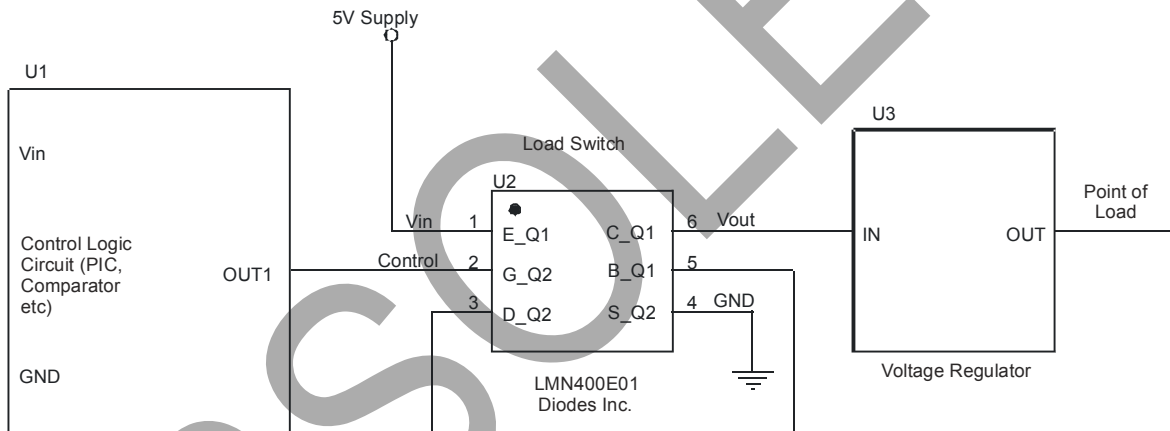 5V Supply
U1
Vin
Control Logic
Circuit (PIC,
Comparator
etc)
OUT1
GND
Load Switch
U2
Vin
1
E_Q1
C_Q1
6
Vout
Control
2
G_Q2
B_Q1
5
3
D_Q2
S_Q2
4
GND
LMN400E01
Diodes Inc.
U3
IN
OUT
Voltage Regulator
Point of
Load